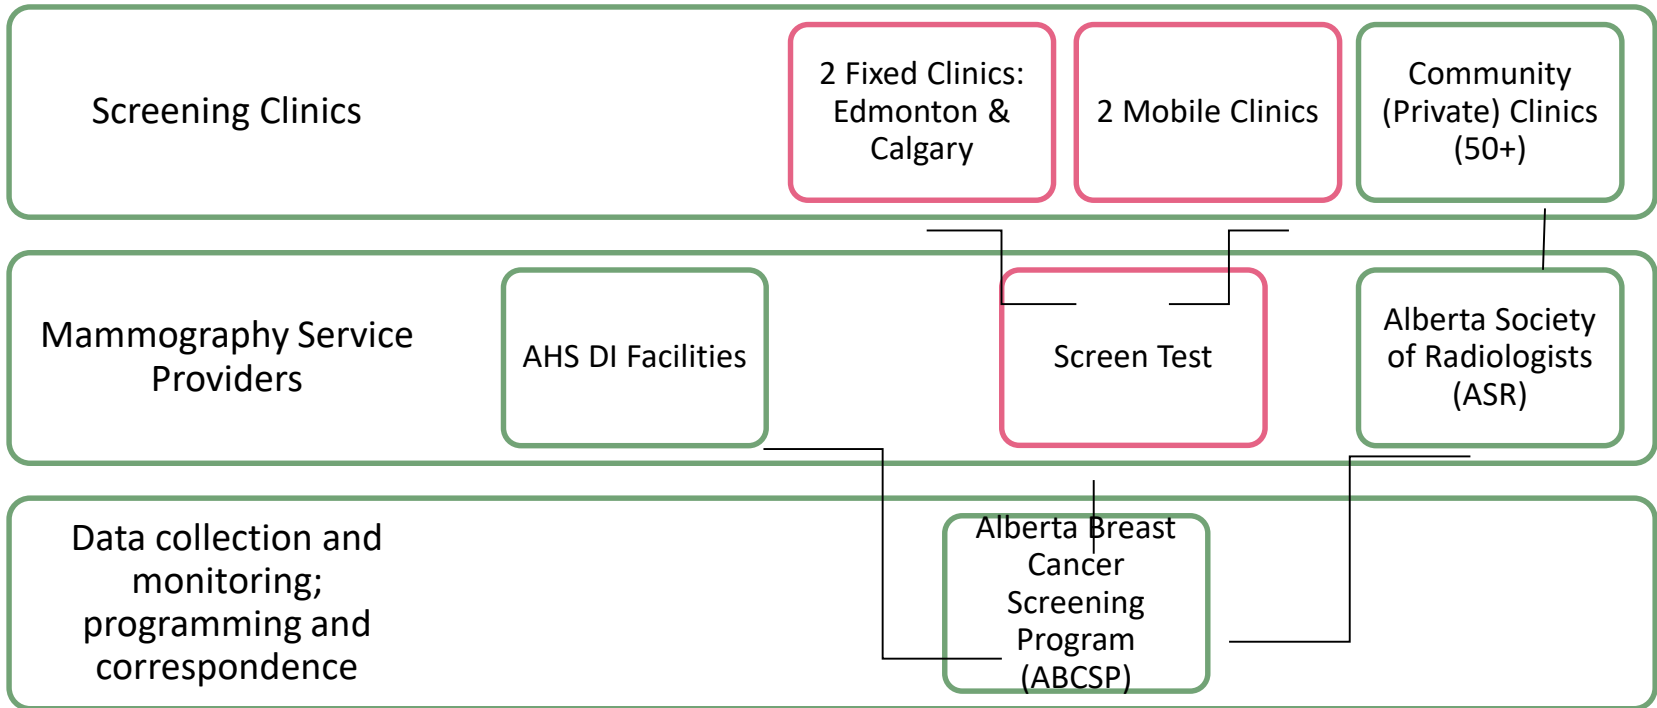 Screening Clinics
2 Fixed Clinics:
Edmonton &
Calgary
2 Mobile Clinics
Community
(Private) Clinics
(50+)
Mammography Service
Providers
AHS DI Facilities
Screen Test
Alberta Society
of Radiologists
(ASR)
Data collection and
monitoring;
programming and
correspondence
Alberta Breast
Cancer
Screening
Program
(ABCSP)